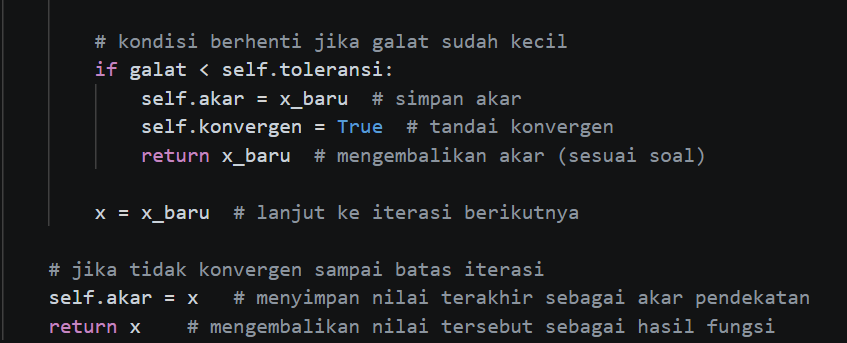 # kondisi berhenti jika galat sudah kecil
if galat < self.toleransi:
self.akar = x_baru # simpan akar
self.konvergen = True # tandai konvergen
return x_baru # mengembalikan akar (sesuai soal)
x = x_baru # lanjut ke iterasi berikutnya
# jika tidak konvergen sampai batas iterasi
self.akar = x # menyimpan nilai terakhir sebagai akar pendekatan
return x # mengembalikan nilai tersebut sebagai hasil fungsi